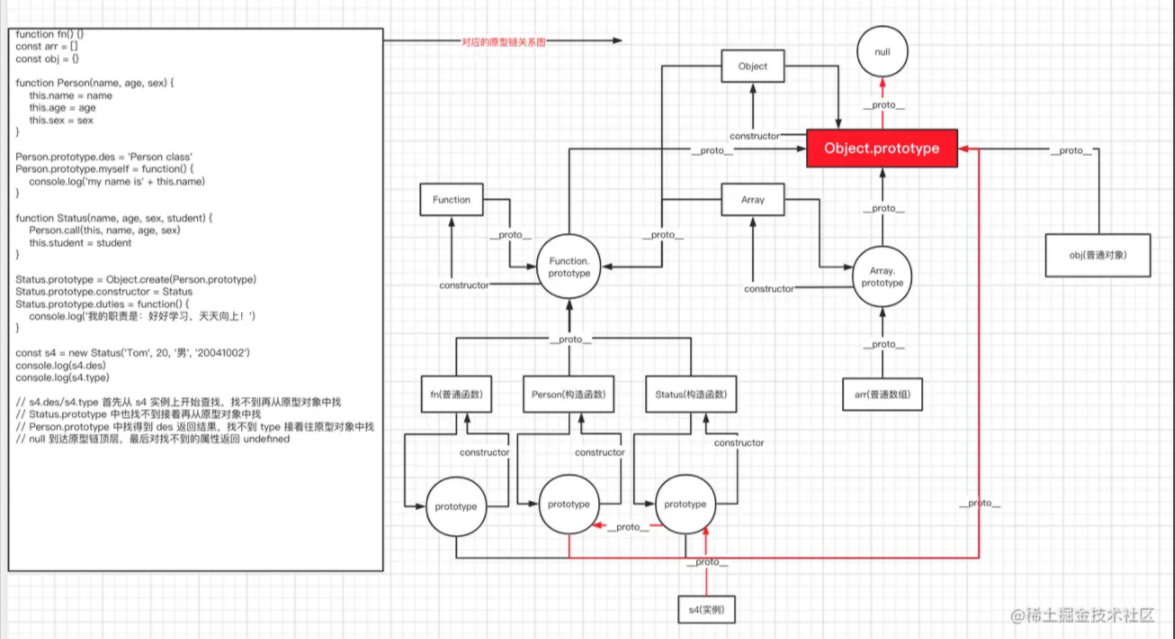 function fn() {}
const arr = []
const obj = {}
function Person(name, age, sex) {
this.name = name
this.age = age
this.sex = sex
}
Person.prototype.des = 'Person class'
Person.prototype.myself = function() {
console.log('my name is' + this.name)
}
function Status(name, age, sex, student) {
Person.call(this, name, age, sex)
this.student = student
}
Status.prototype = Object.create(Person.prototype)
Status.prototype.constructor = Status
Status.prototype.duties = function() {
console.log('我的职责是：好好学习，天天向上！')
}
const s4 = new Status('Tom', 20, '男', '20041002')
console.log(s4.des)
console.log(s4.type)
// s4.des/s4.type 首先从 s4 实例上开始查找，找不到再从原型对象中找
// Status.prototype 中也找不到接着再从原型对象中找
// Person.prototype 中找得到 des 返回结果，找不到 type 接着往原型对象中找
// null 到达原型链顶层，最后对找不到的属性返回 undefined
对应的原型链关系图
null
Object
__proto__
constructor
Object.prototype
__proto__
__proto__
Function
Array
__proto__
__proto__
__proto__
Function.
prototype
obj(普通对象)
Array.
prototype
constructor
constructor
__proto__
__proto__
fn(普通函数)
Person(构造函数)
Status(构造函数)
arr(普通数组)
constructor
constructor
constructor
prototype
prototype
prototype
__proto__
__proto__
__proto__
s4(实例)
@稀土掘金技术社区